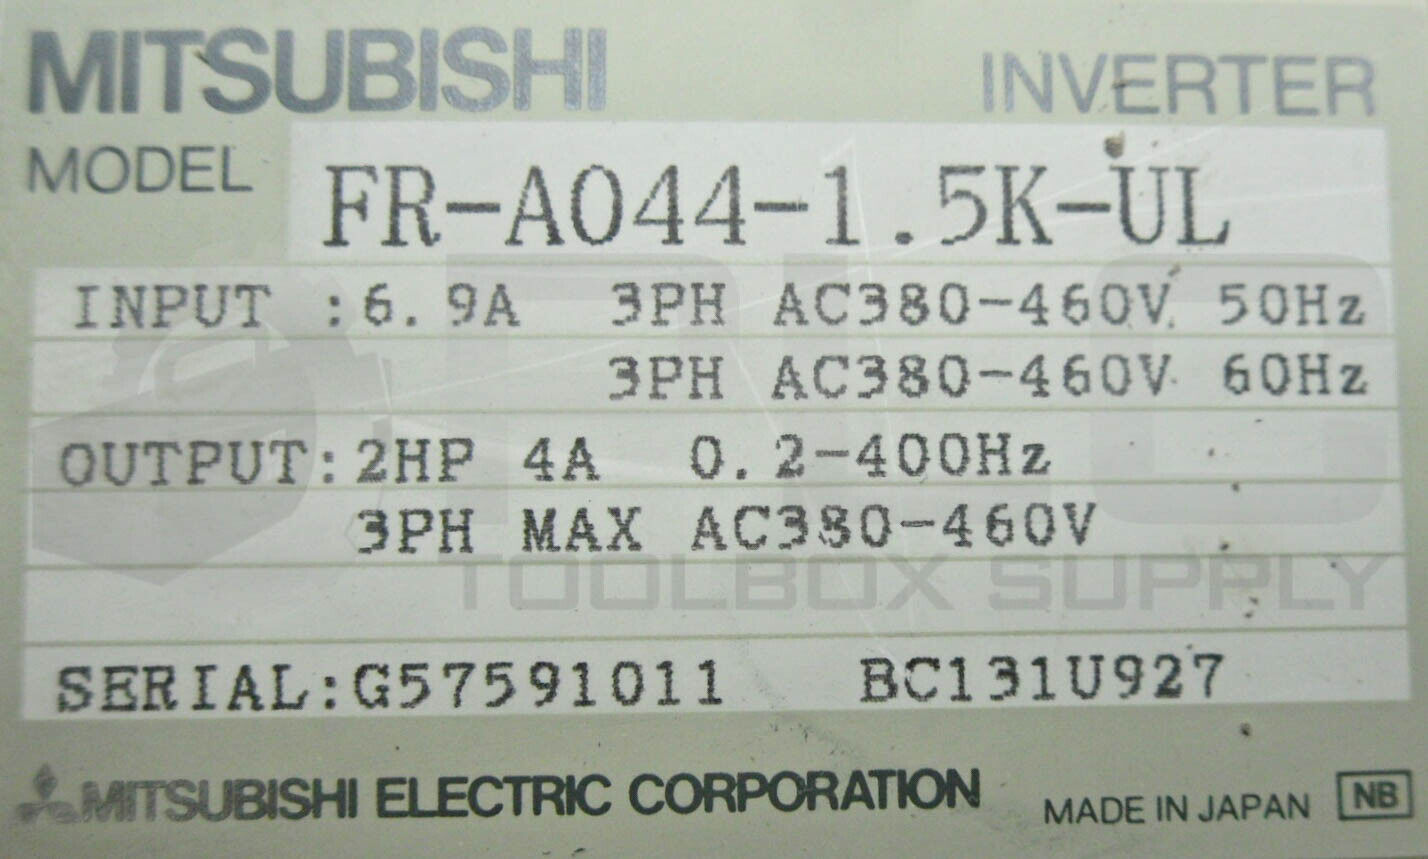 MITSUBISHI INVERTER
MODEL FR-A044-1.5K-UL
INPUT :6.9A 3PH AC380-460V 50Hz
3PH AC380-460V 60Hz
OUTPUT:2HP 4A 0.2-400Hz
3PH MAX AC380-460V
PLC
TOOLBOX SUPPLY
SERIAL:G57591011 BC131U927
MITSUBISHI ELECTRIC CORPORATION MADE IN JAPAN NB